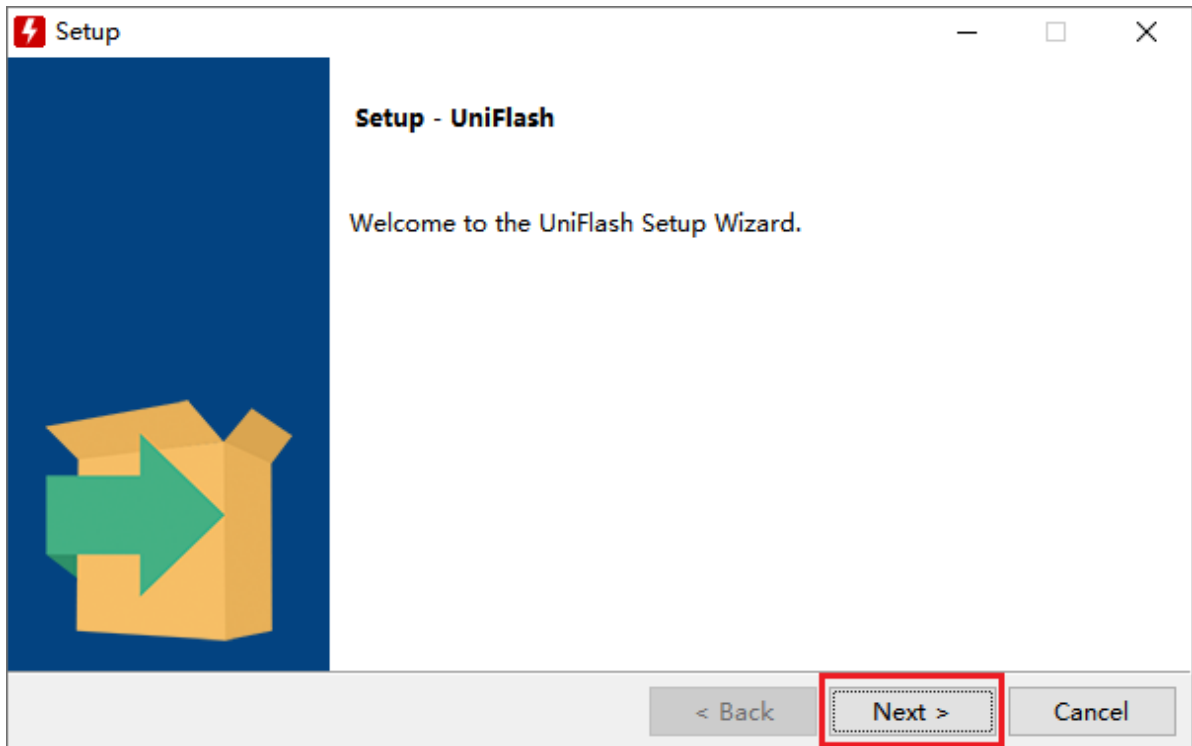 Setup
Setup - UniFlash
Welcome to the UniFlash Setup Wizard.
< Back
Next >
Cancel